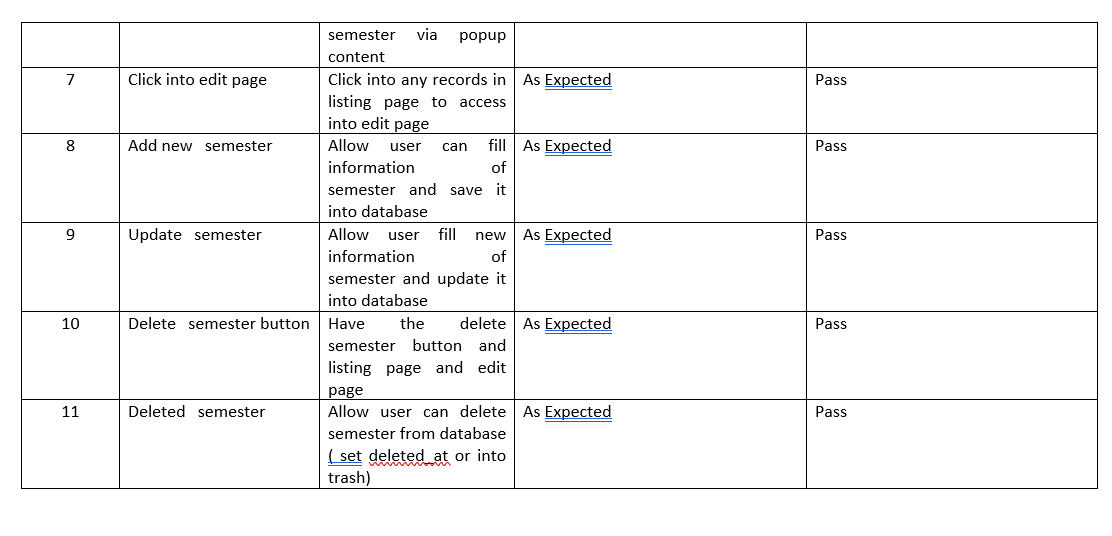 semester via popup
content
7 Click into edit page Click into any records in As Expected Pass
listing page to access
into edit page
8 Add new semester Allow user can fill As Expected Pass
information of
semester and save it
into database
9 Update semester Allow user fill new As Expected Pass
information of
semester and update it
into database
10 Delete semester button Have the delete As Expected Pass
semester button and
listing page and edit
page
11 Deleted semester Allow user can delete As Expected Pass
semester from database
( set deleted_at or into
trash)